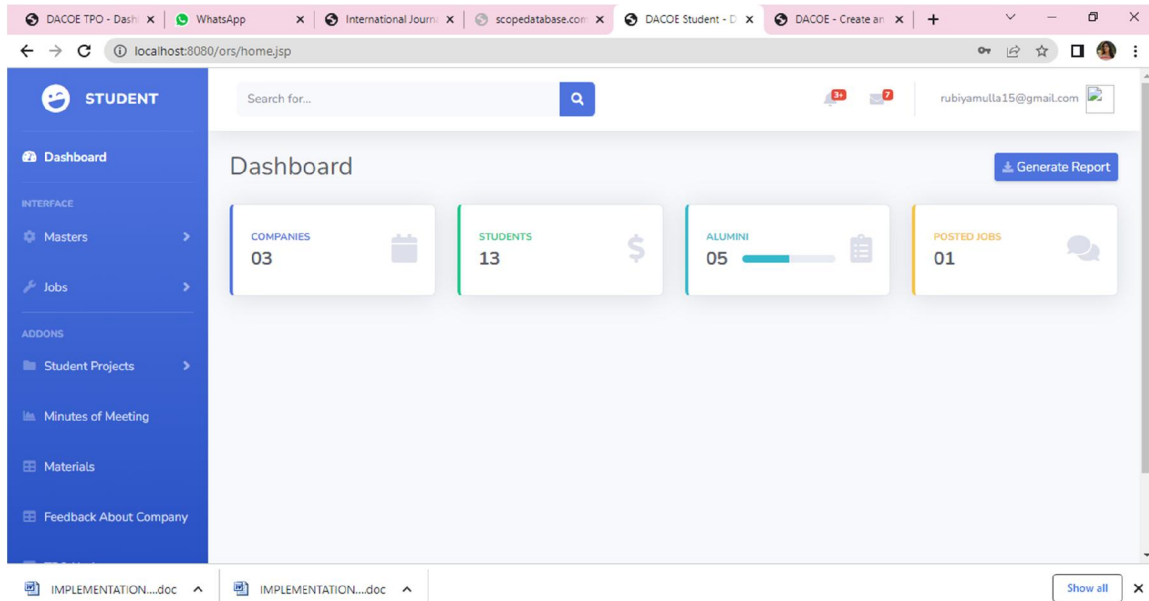 DACOE TPO - Dash
WhatsApp
International Journ
scopedatabase.com
DACOE Student - D
DACOE - Create an
localhost:8080/ors/home.jsp
STUDENT
Search for...
3+
7
rubiyamulla15@gmail.com
Dashboard
Dashboard
Generate Report
INTERFACE
Masters
Jobs
COMPANIES
03
STUDENTS
13
ALUMINI
05
POSTED JOBS
01
ADDONS
Student Projects
Minutes of Meeting
Materials
Feedback About Company
IMPLEMENTATION....doc
IMPLEMENTATION....doc
Show all